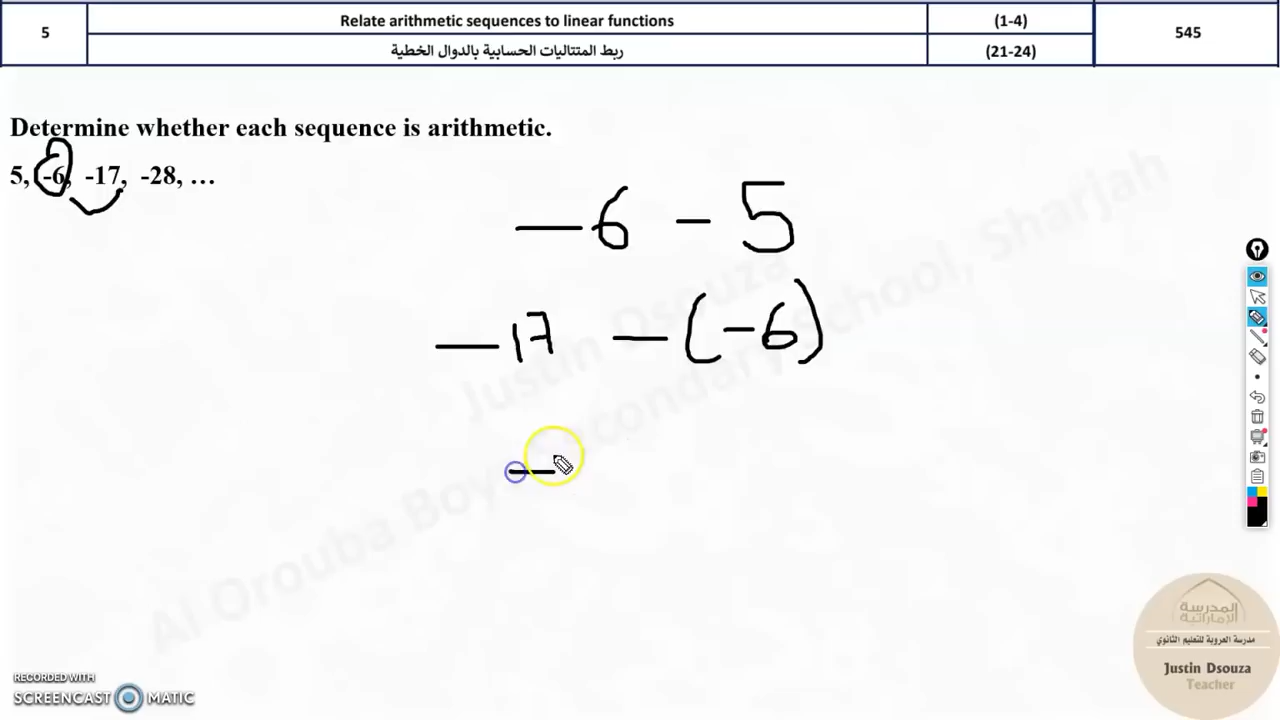 5
Relate arithmetic sequences to linear functions
(1-4)
545
ربط المتتاليات الحسابية بالدوال الخطية
(21-24)
Determine whether each sequence is arithmetic.
5, -6, -17, -28, …
— 6 - 5
— 17 — (-6)
—
Justin Dsouza
Al Orouba Boys Secondary School, Sharjah
RECORDED WITH
SCREENCAST MATIC
المدرسة
الإماراتية
مدرسة العروبة للتعليم الثانوي
Justin Dsouza
Teacher